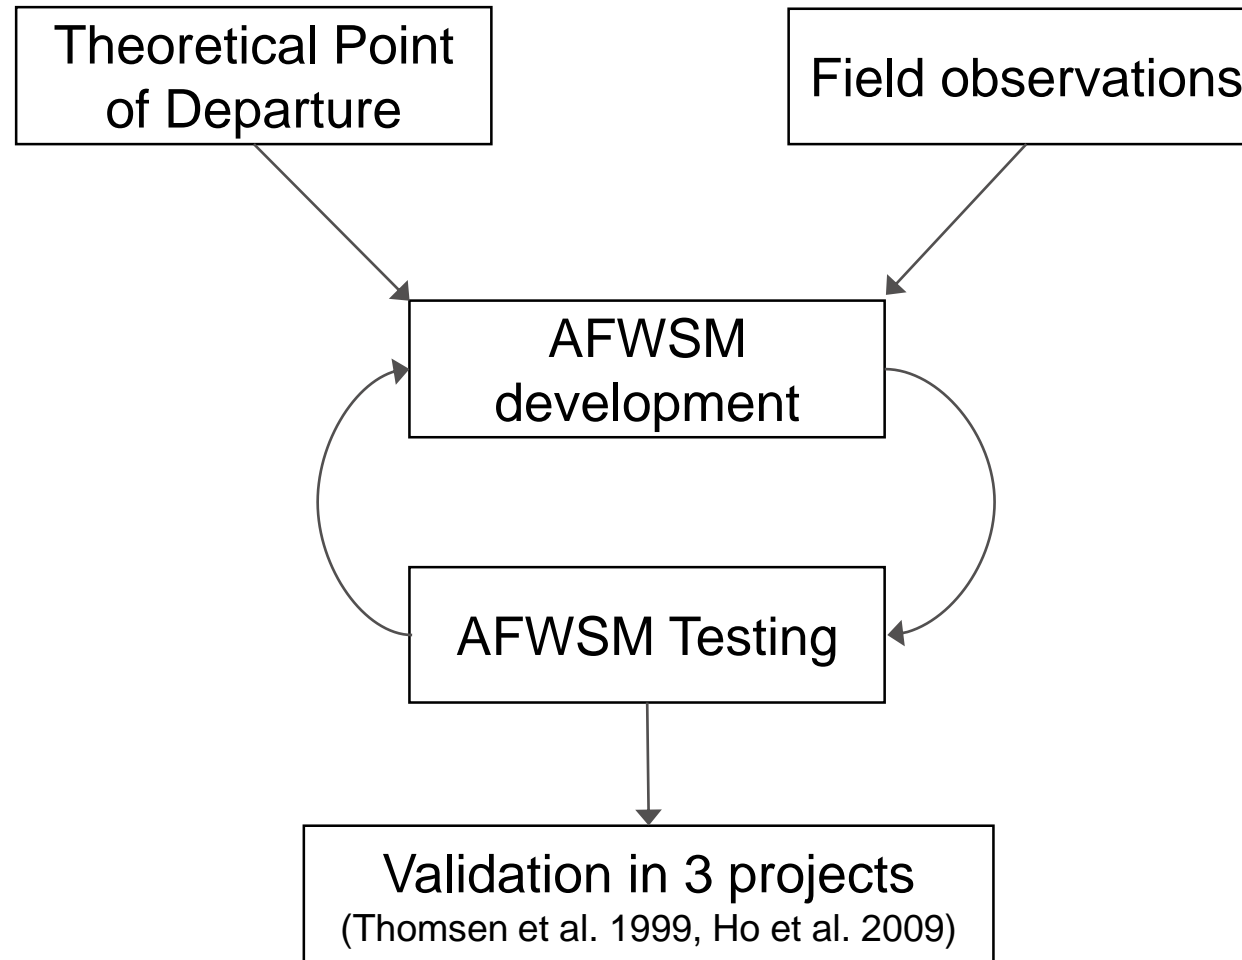 Theoretical Point
of Departure
Field observations
AFWSM
development
AFWSM Testing
Validation in 3 projects
(Thomsen et al. 1999, Ho et al. 2009)